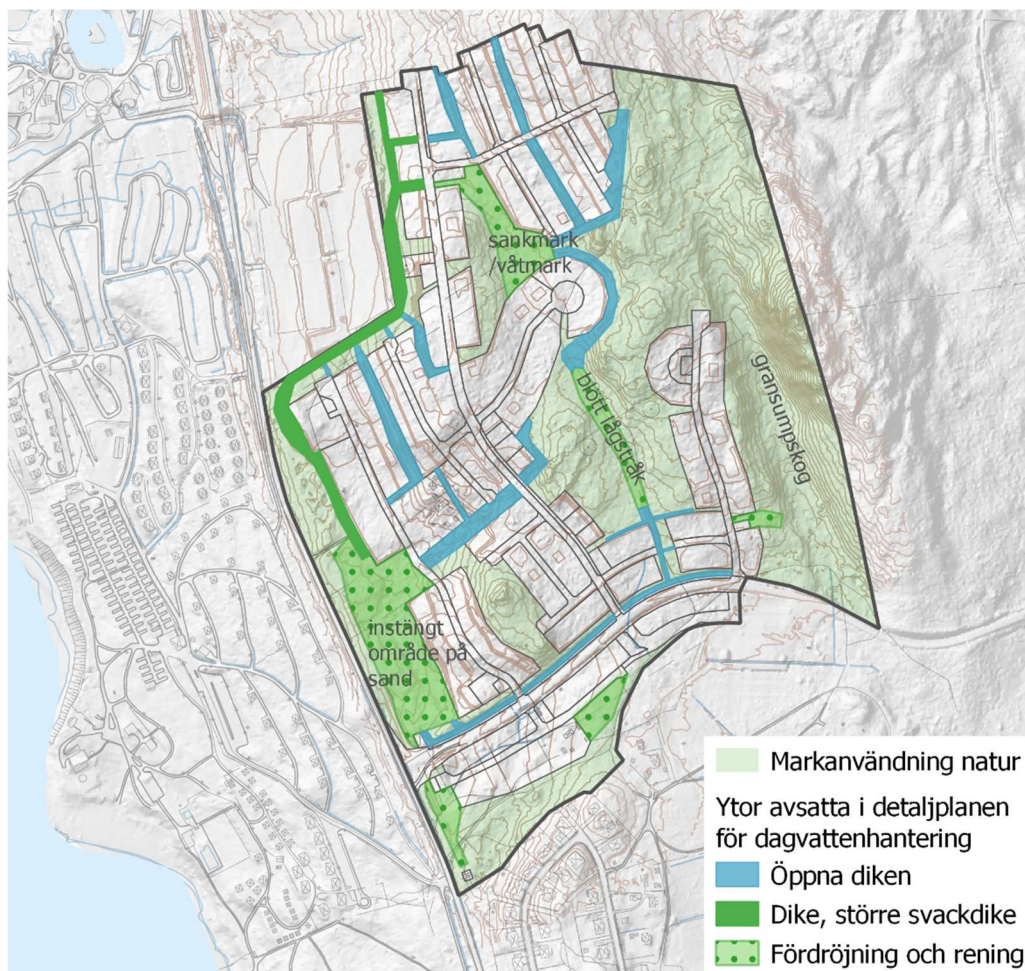 sankmark
/våtmark
gransumpskog
blött lågstråk
instängt
område på
sand
Markanvändning natur
Ytor avsatta i detaljplanen
för dagvattenhantering
Öppna diken
Dike, större svackdike
Fördröjning och rening